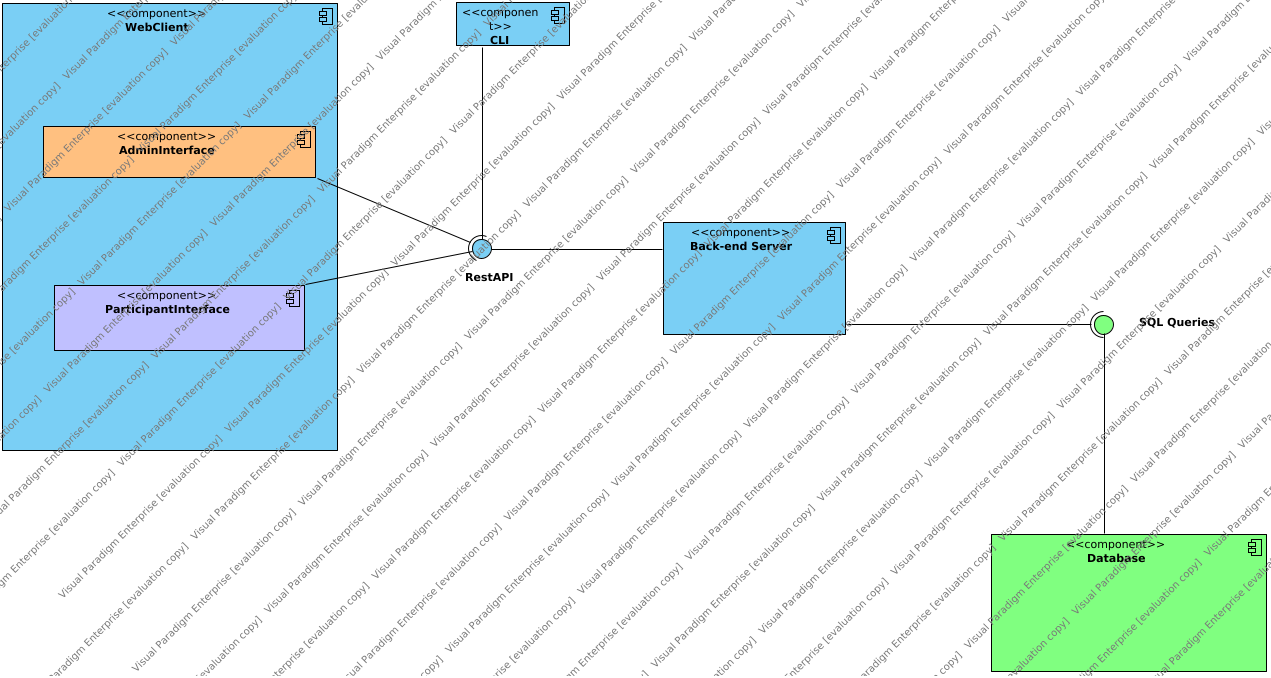 <<component>>
WebClient
<<componen
t>>
CLI
<<component>>
AdminInterface
<<component>>
Back-end Server
RestAPI
<<component>>
ParticipantInterface
SQL Queries
<<component>>
Database
Visual Paradigm Enterprise [evaluation copy]